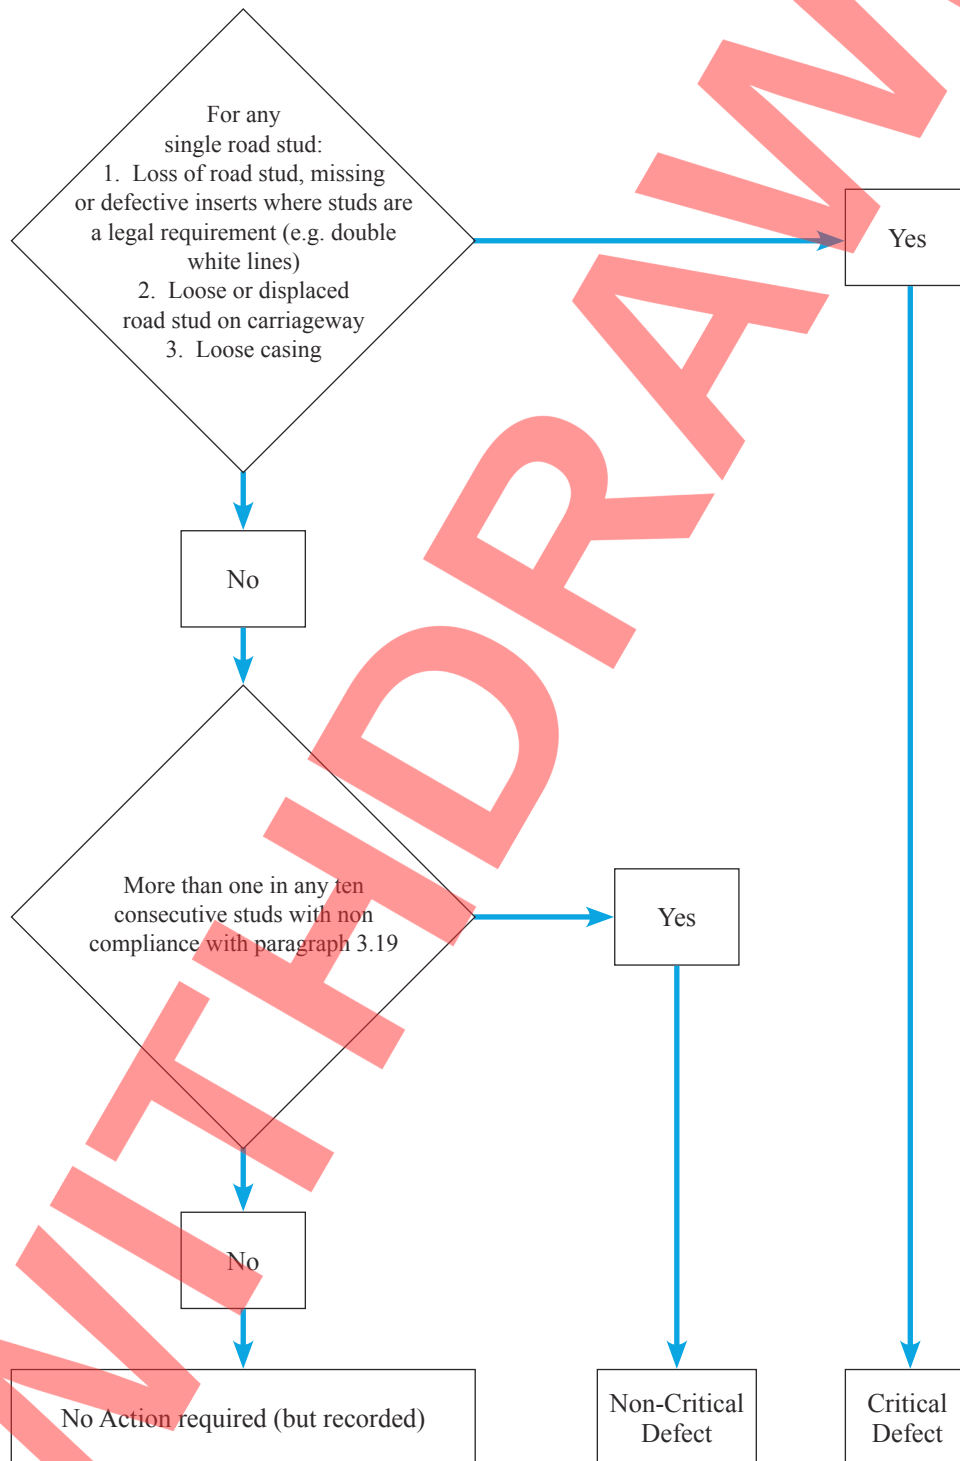 For any
single road stud:
1. Loss of road stud, missing
or defective inserts where studs are
a legal requirement (e.g. double
white lines)
2. Loose or displaced
road stud on carriageway
3. Loose casing
Yes
No
More than one in any ten
consecutive studs with non
compliance with paragraph 3.19
Yes
No
No Action required (but recorded)
Non-Critical
Defect
Critical
Defect
WITHDRAW